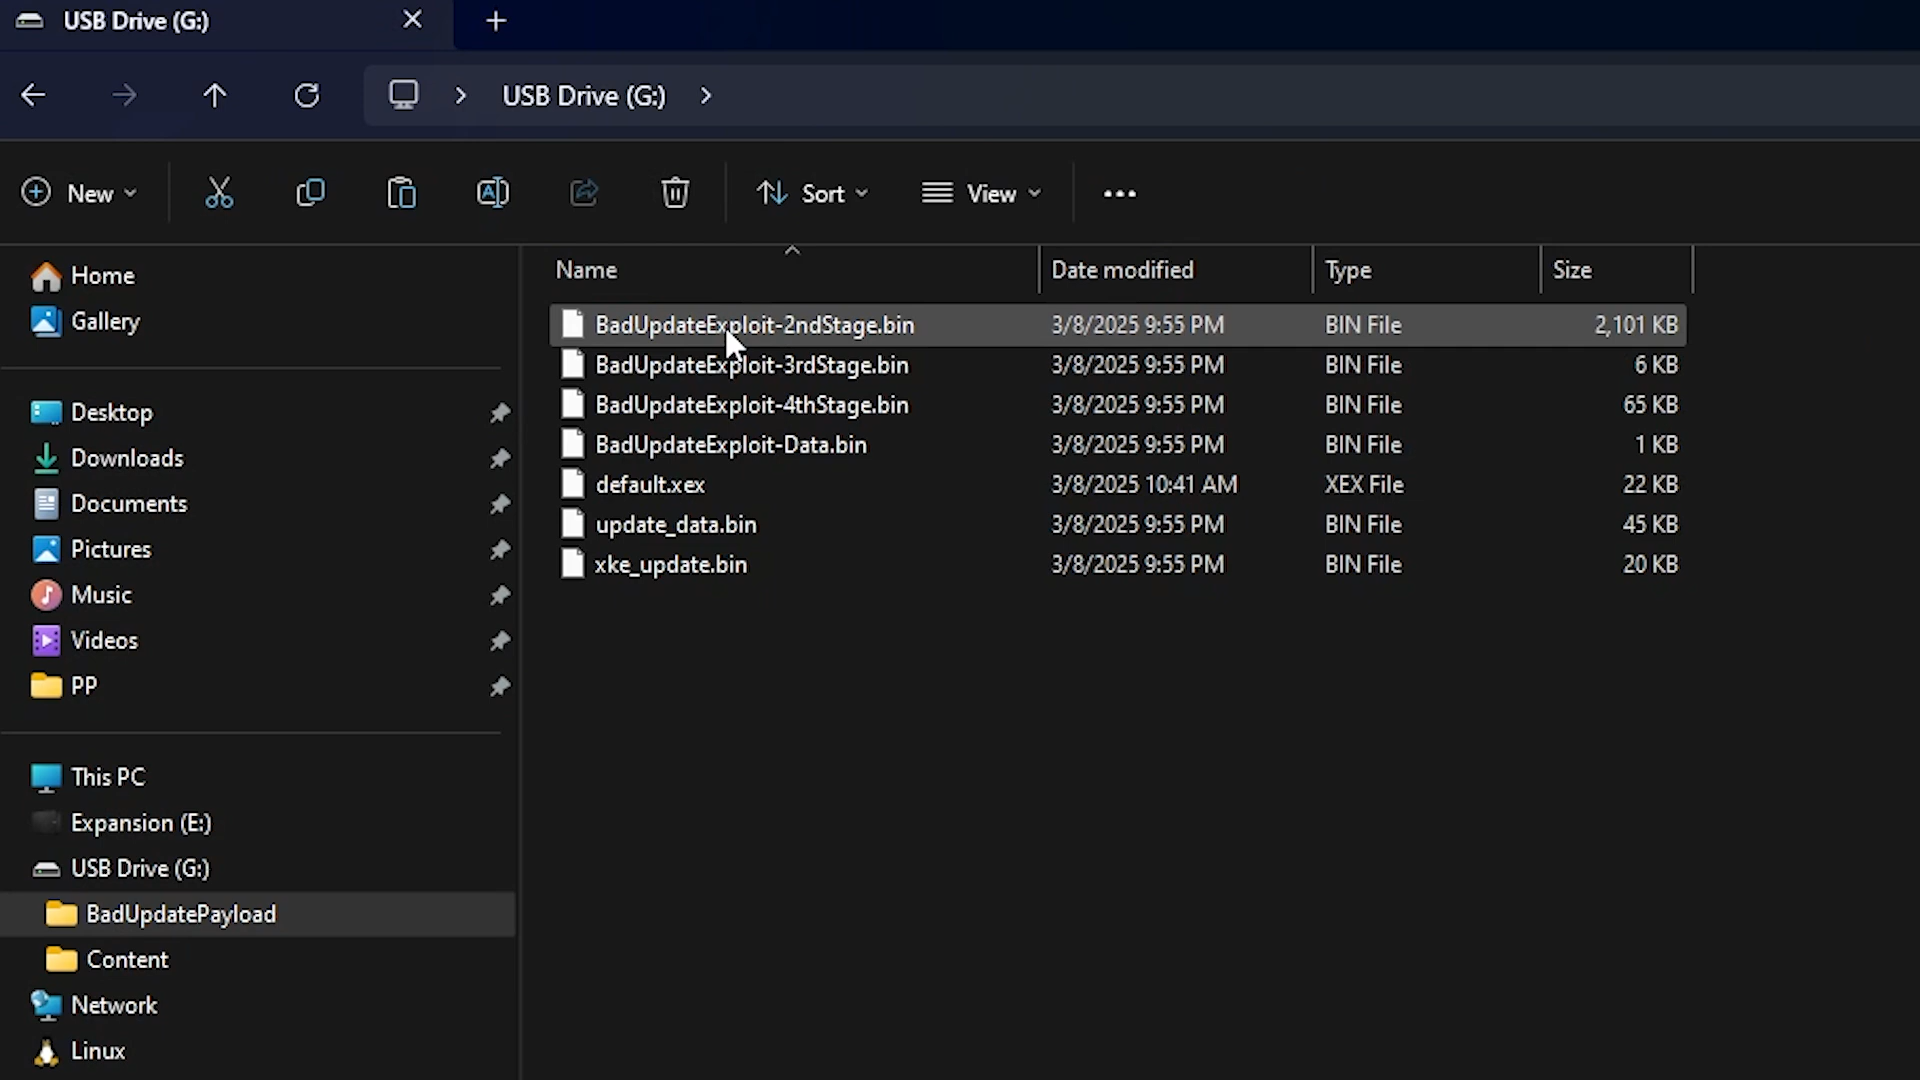 USB Drive (G:)
USB Drive (G:)
New
Sort
View
Name Date modified Type Size
BadUpdateExploit-2ndStage.bin 3/8/2025 9:55 PM BIN File 2,101 KB
BadUpdateExploit-3rdStage.bin 3/8/2025 9:55 PM BIN File 6 KB
BadUpdateExploit-4thStage.bin 3/8/2025 9:55 PM BIN File 65 KB
BadUpdateExploit-Data.bin 3/8/2025 9:55 PM BIN File 1 KB
default.xex 3/8/2025 10:41 AM XEX File 22 KB
update_data.bin 3/8/2025 9:55 PM BIN File 45 KB
xke_update.bin 3/8/2025 9:55 PM BIN File 20 KB
Home
Gallery
Desktop
Downloads
Documents
Pictures
Music
Videos
PP
This PC
Expansion (E:)
USB Drive (G:)
BadUpdatePayload
Content
Network
Linux